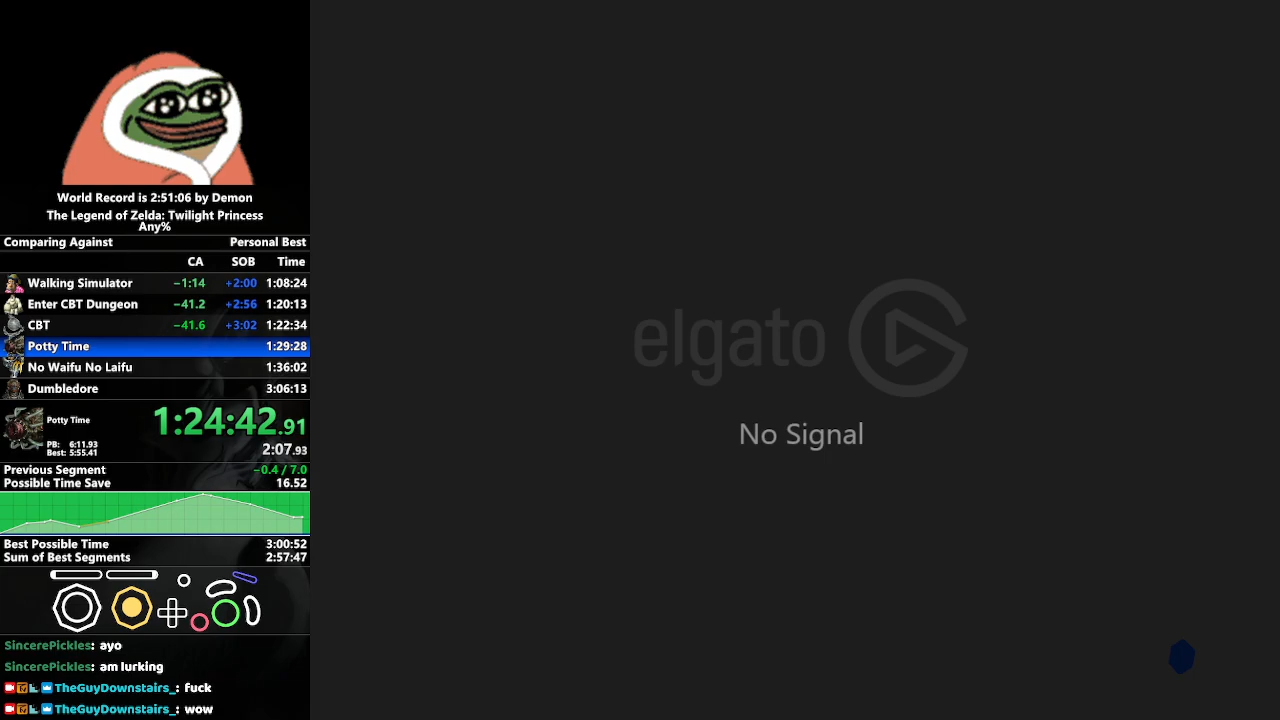 World Record is 2:51:06 by Demon
The Legend of Zelda: Twilight Princess
Any%
Comparing Against Personal Best
CA SOB Time
Walking Simulator −1:14 +2:00 1:08:24
Enter CBT Dungeon −41.2 +2:56 1:20:13
CBT −41.6 +3:02 1:22:34
Potty Time 1:29:28
No Waifu No Laifu 1:36:02
Dumbledore 3:06:13
Potty Time 1:24:42.91
PB: 6:11.93
Best: 5:55.41
2:07.93
Previous Segment −0.4 / 7.0
Possible Time Save 16.52
Best Possible Time 3:00:52
Sum of Best Segments 2:57:47
SincerePickles: ayo
SincerePickles: am lurking
TheGuyDownstairs_: fuck
TheGuyDownstairs_: wow
elgato
No Signal